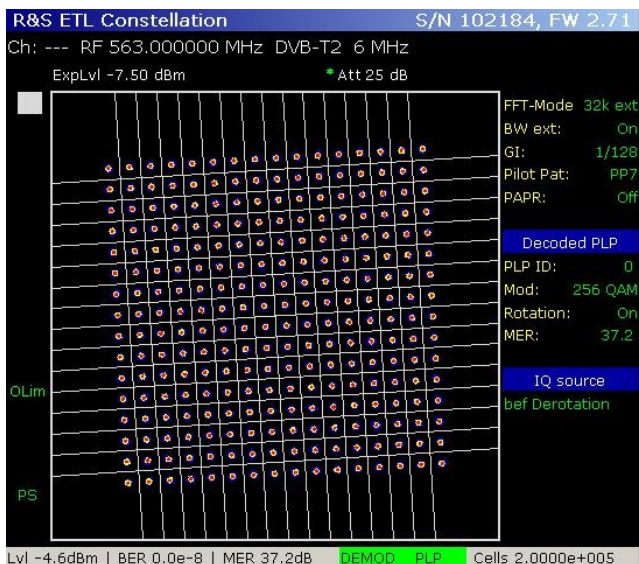 R&S ETL Constellation S/N 102184, FW 2.71
Ch: --- RF 563.000000 MHz DVB-T2 6 MHz
ExpLvl -7.50 dBm * Att 25 dB
FFT-Mode 32k ext
BW ext: On
GI: 1/128
Pilot Pat: PP7
PAPR: Off
Decoded PLP
PLP ID: 0
Mod: 256 QAM
Rotation: On
MER: 37.2
IQ source
OLim
bef Derotation
PS
Lvl -4.6dBm | BER 0.0e-8 | MER 37.2dB DEMOD PLP Cells 2.0000e+005